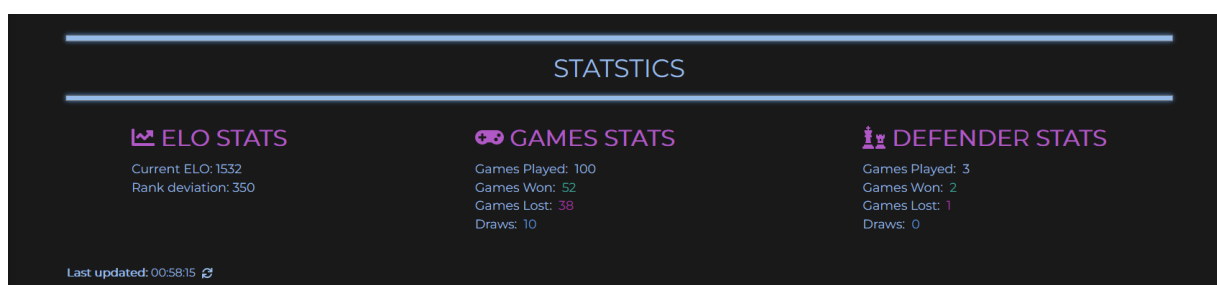 STATSTICS
ELO STATS
Current ELO: 1532
Rank deviation: 350
GAMES STATS
Games Played: 100
Games Won: 52
Games Lost: 38
Draws: 10
DEFENDER STATS
Games Played: 3
Games Won: 2
Games Lost: 1
Draws: 0
Last updated: 00:58:15